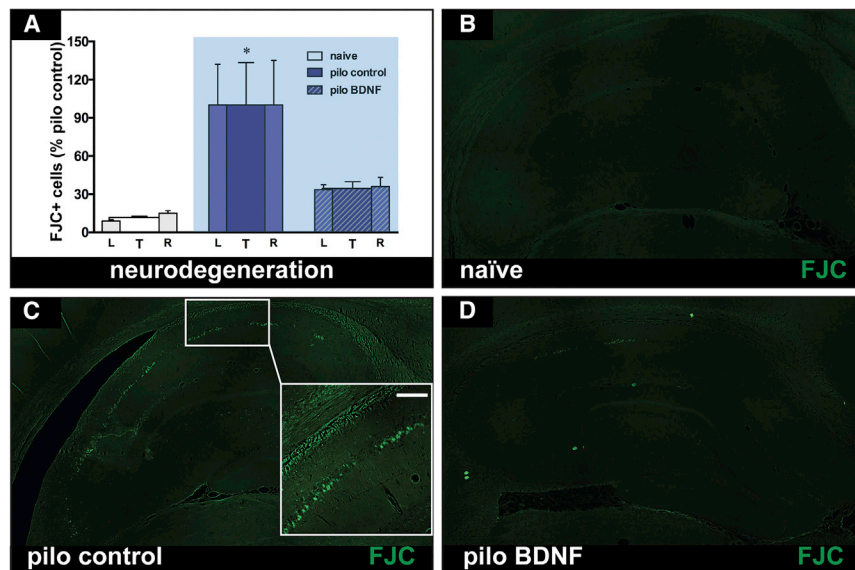 A
FJC+ cells (% pilo control)
150
120
90
60
30
0
*
naive
pilo control
pilo BDNF
L T R L T R L T R
neurodegeneration
B
naïve FJC
C
pilo control FJC
D
pilo BDNF FJC